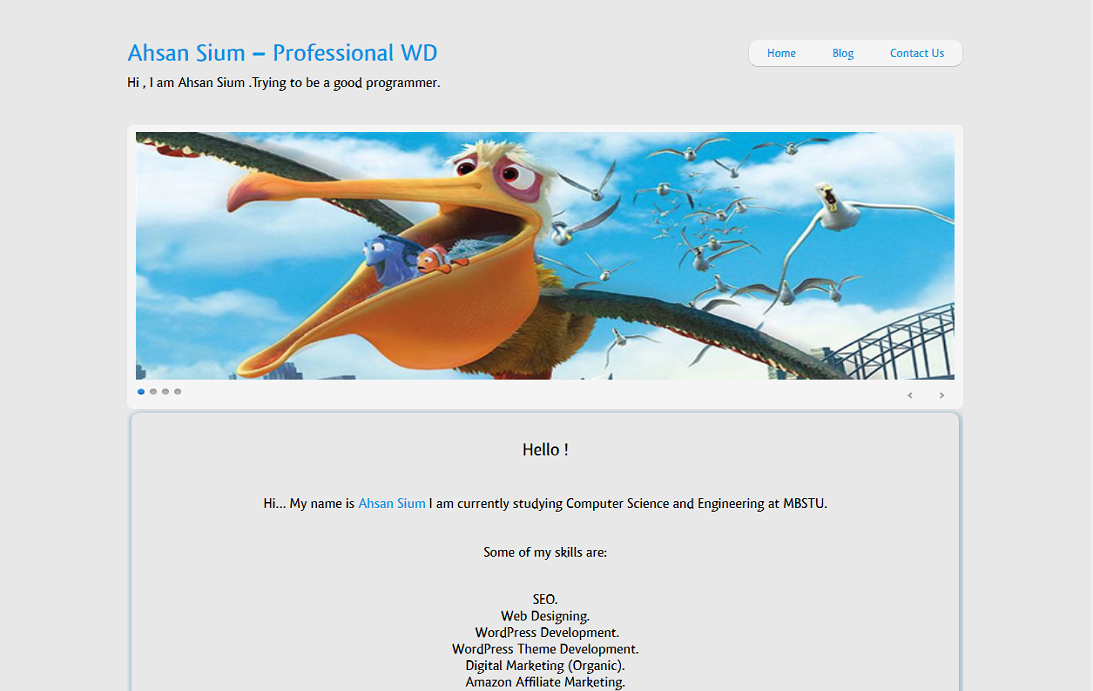 Ahsan Sium – Professional WD
Home Blog Contact Us
Hi , I am Ahsan Sium .Trying to be a good programmer.
Hello !
Hi... My name is Ahsan Sium I am currently studying Computer Science and Engineering at MBSTU.
Some of my skills are:
SEO.
Web Designing.
WordPress Development.
WordPress Theme Development.
Digital Marketing (Organic).
Amazon Affiliate Marketing.